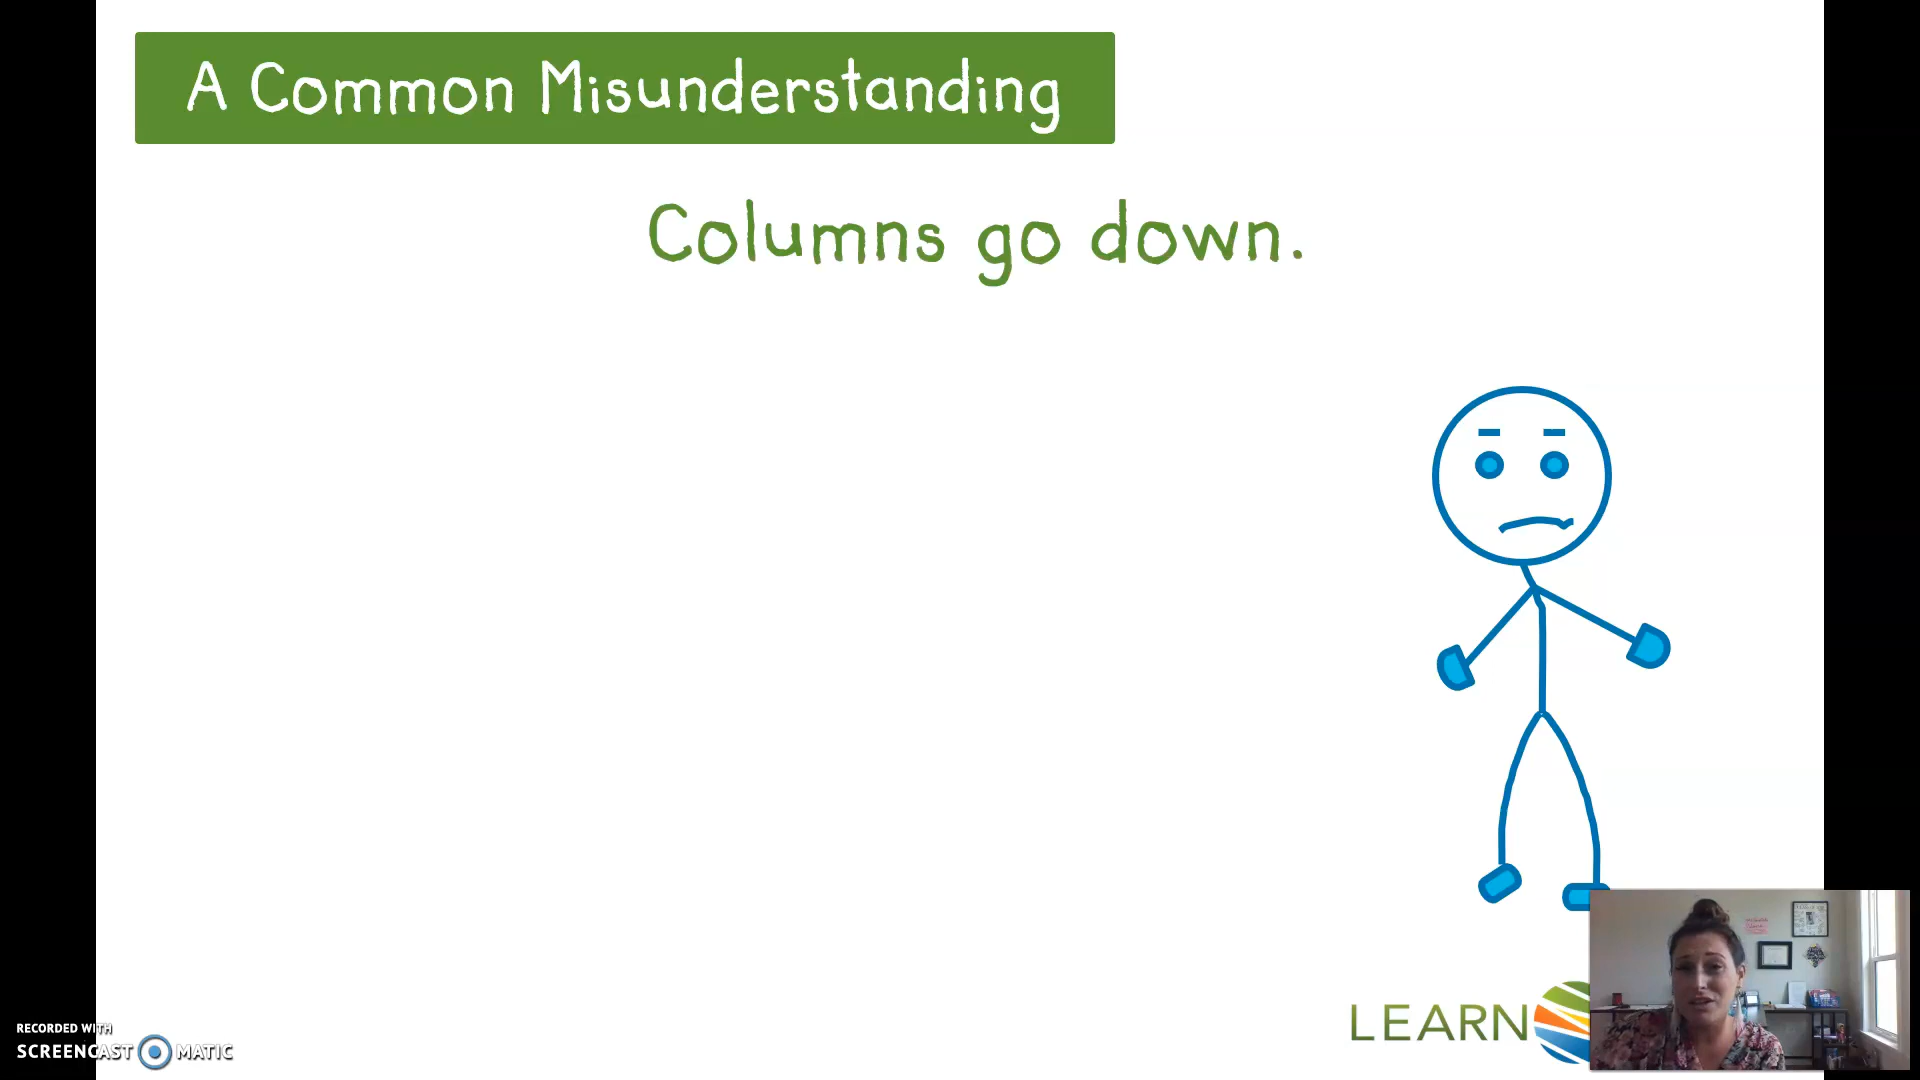 A Common Misunderstanding
Columns go down.
LEARN
RECORDED WITH
SCREENCAST MATIC